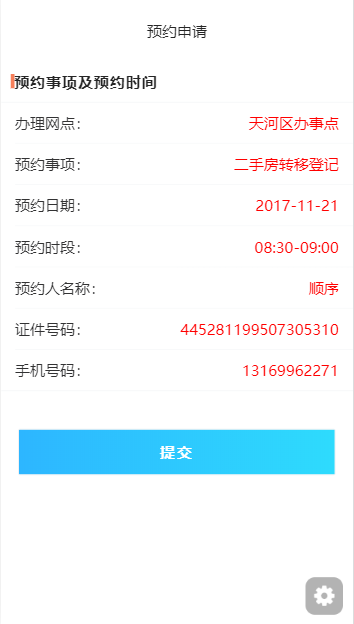 预约申请
预约事项及预约时间
办理网点: 天河区办事点
预约事项: 二手房转移登记
预约日期: 2017-11-21
预约时段: 08:30-09:00
预约人名称: 顺序
证件号码: 445281199507305310
手机号码: 13169962271
提交